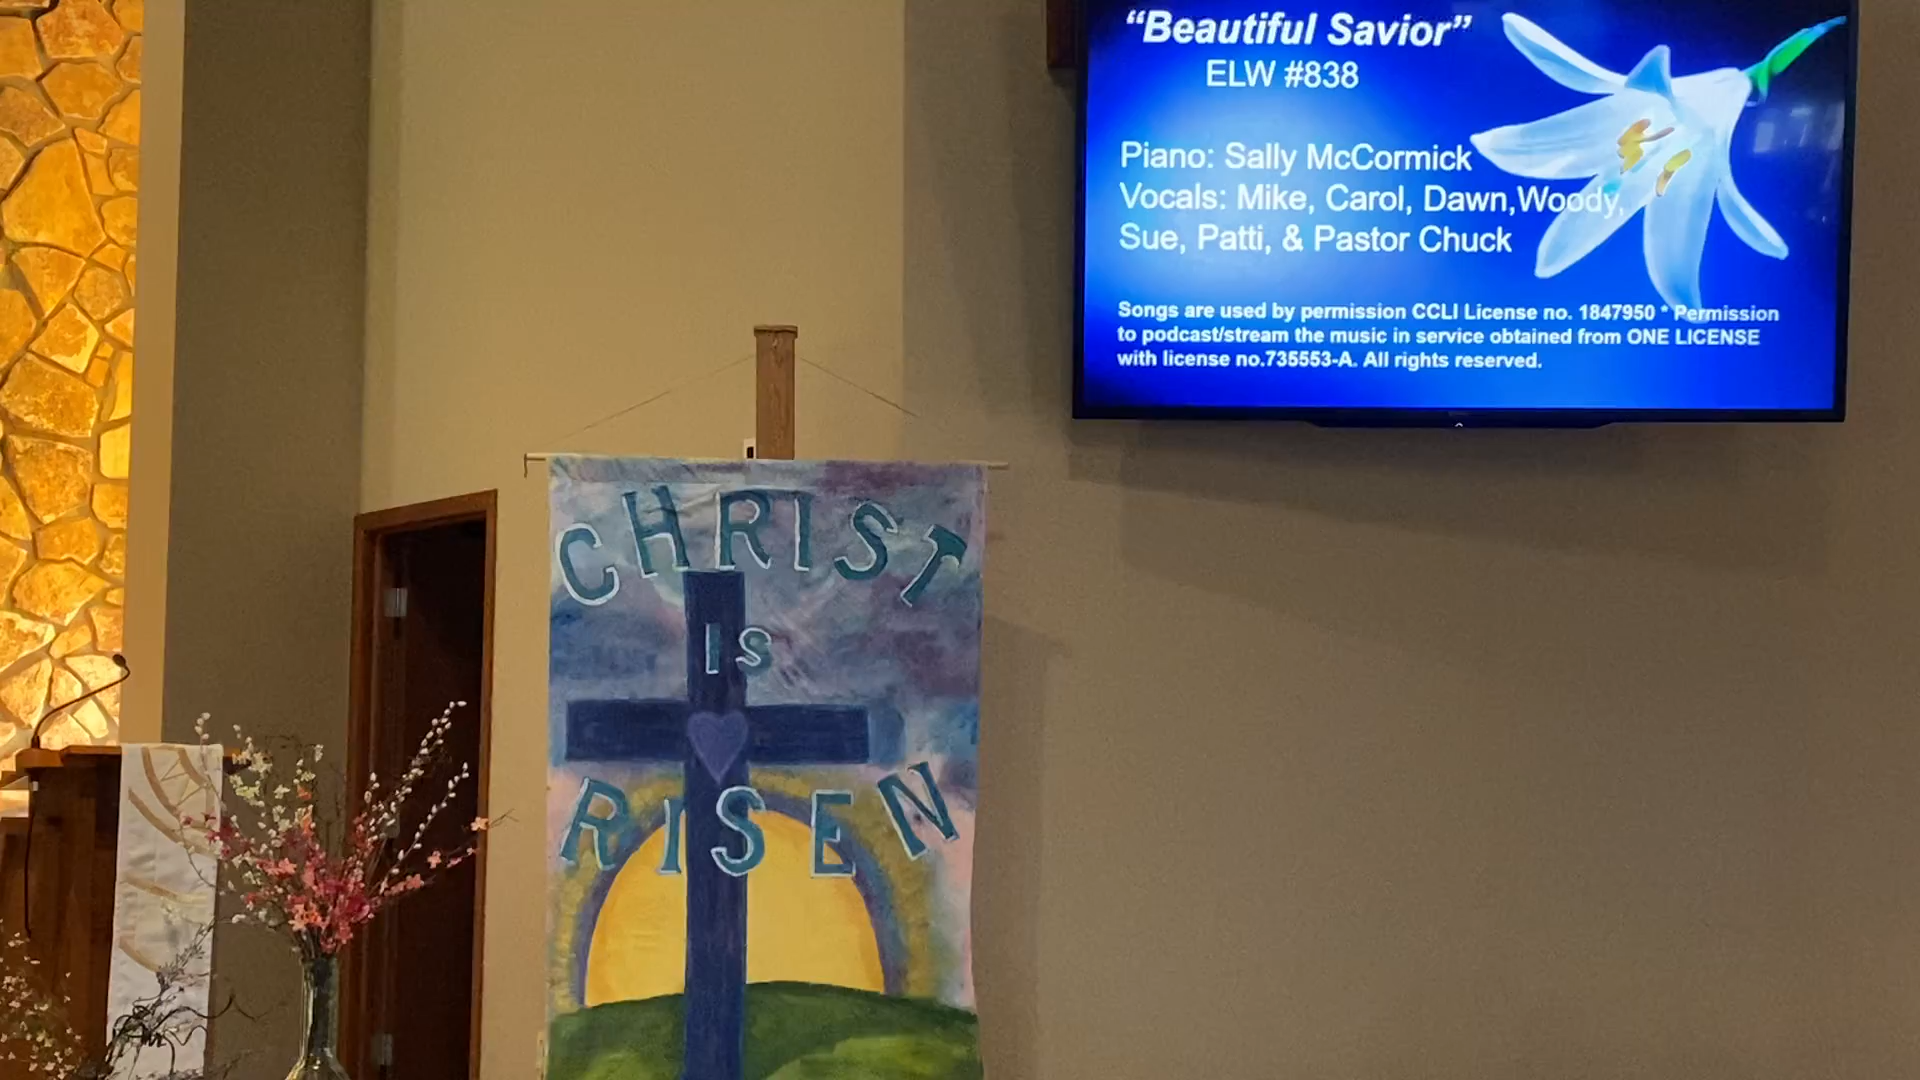 “Beautiful Savior”
ELW #838
Piano: Sally McCormick
Vocals: Mike, Carol, Dawn,Woody,
Sue, Patti, & Pastor Chuck
Songs are used by permission CCLI License no. 1847950 * Permission
to podcast/stream the music in service obtained from ONE LICENSE
with license no.735553-A. All rights reserved.
CHRIST
IS
RISEN